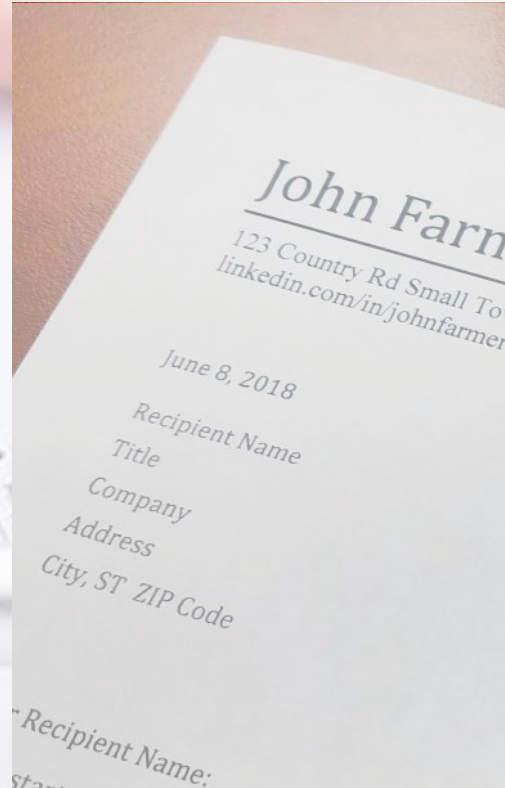 John Farm
123 Country Rd Small To
linkedin.com/in/johnfarmer
June 8, 2018
Recipient Name
Title
Company
Address
City, ST ZIP Code
Recipient Name: